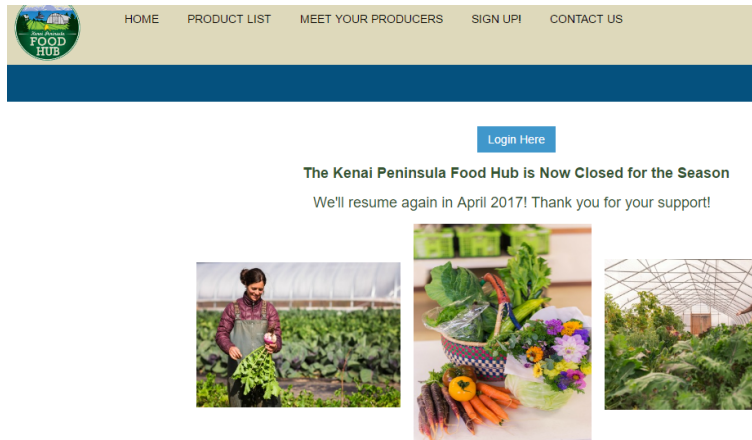 Kenai Peninsula
FOOD
HUB
HOME PRODUCT LIST MEET YOUR PRODUCERS SIGN UP! CONTACT US
Login Here
The Kenai Peninsula Food Hub is Now Closed for the Season
We'll resume again in April 2017! Thank you for your support!